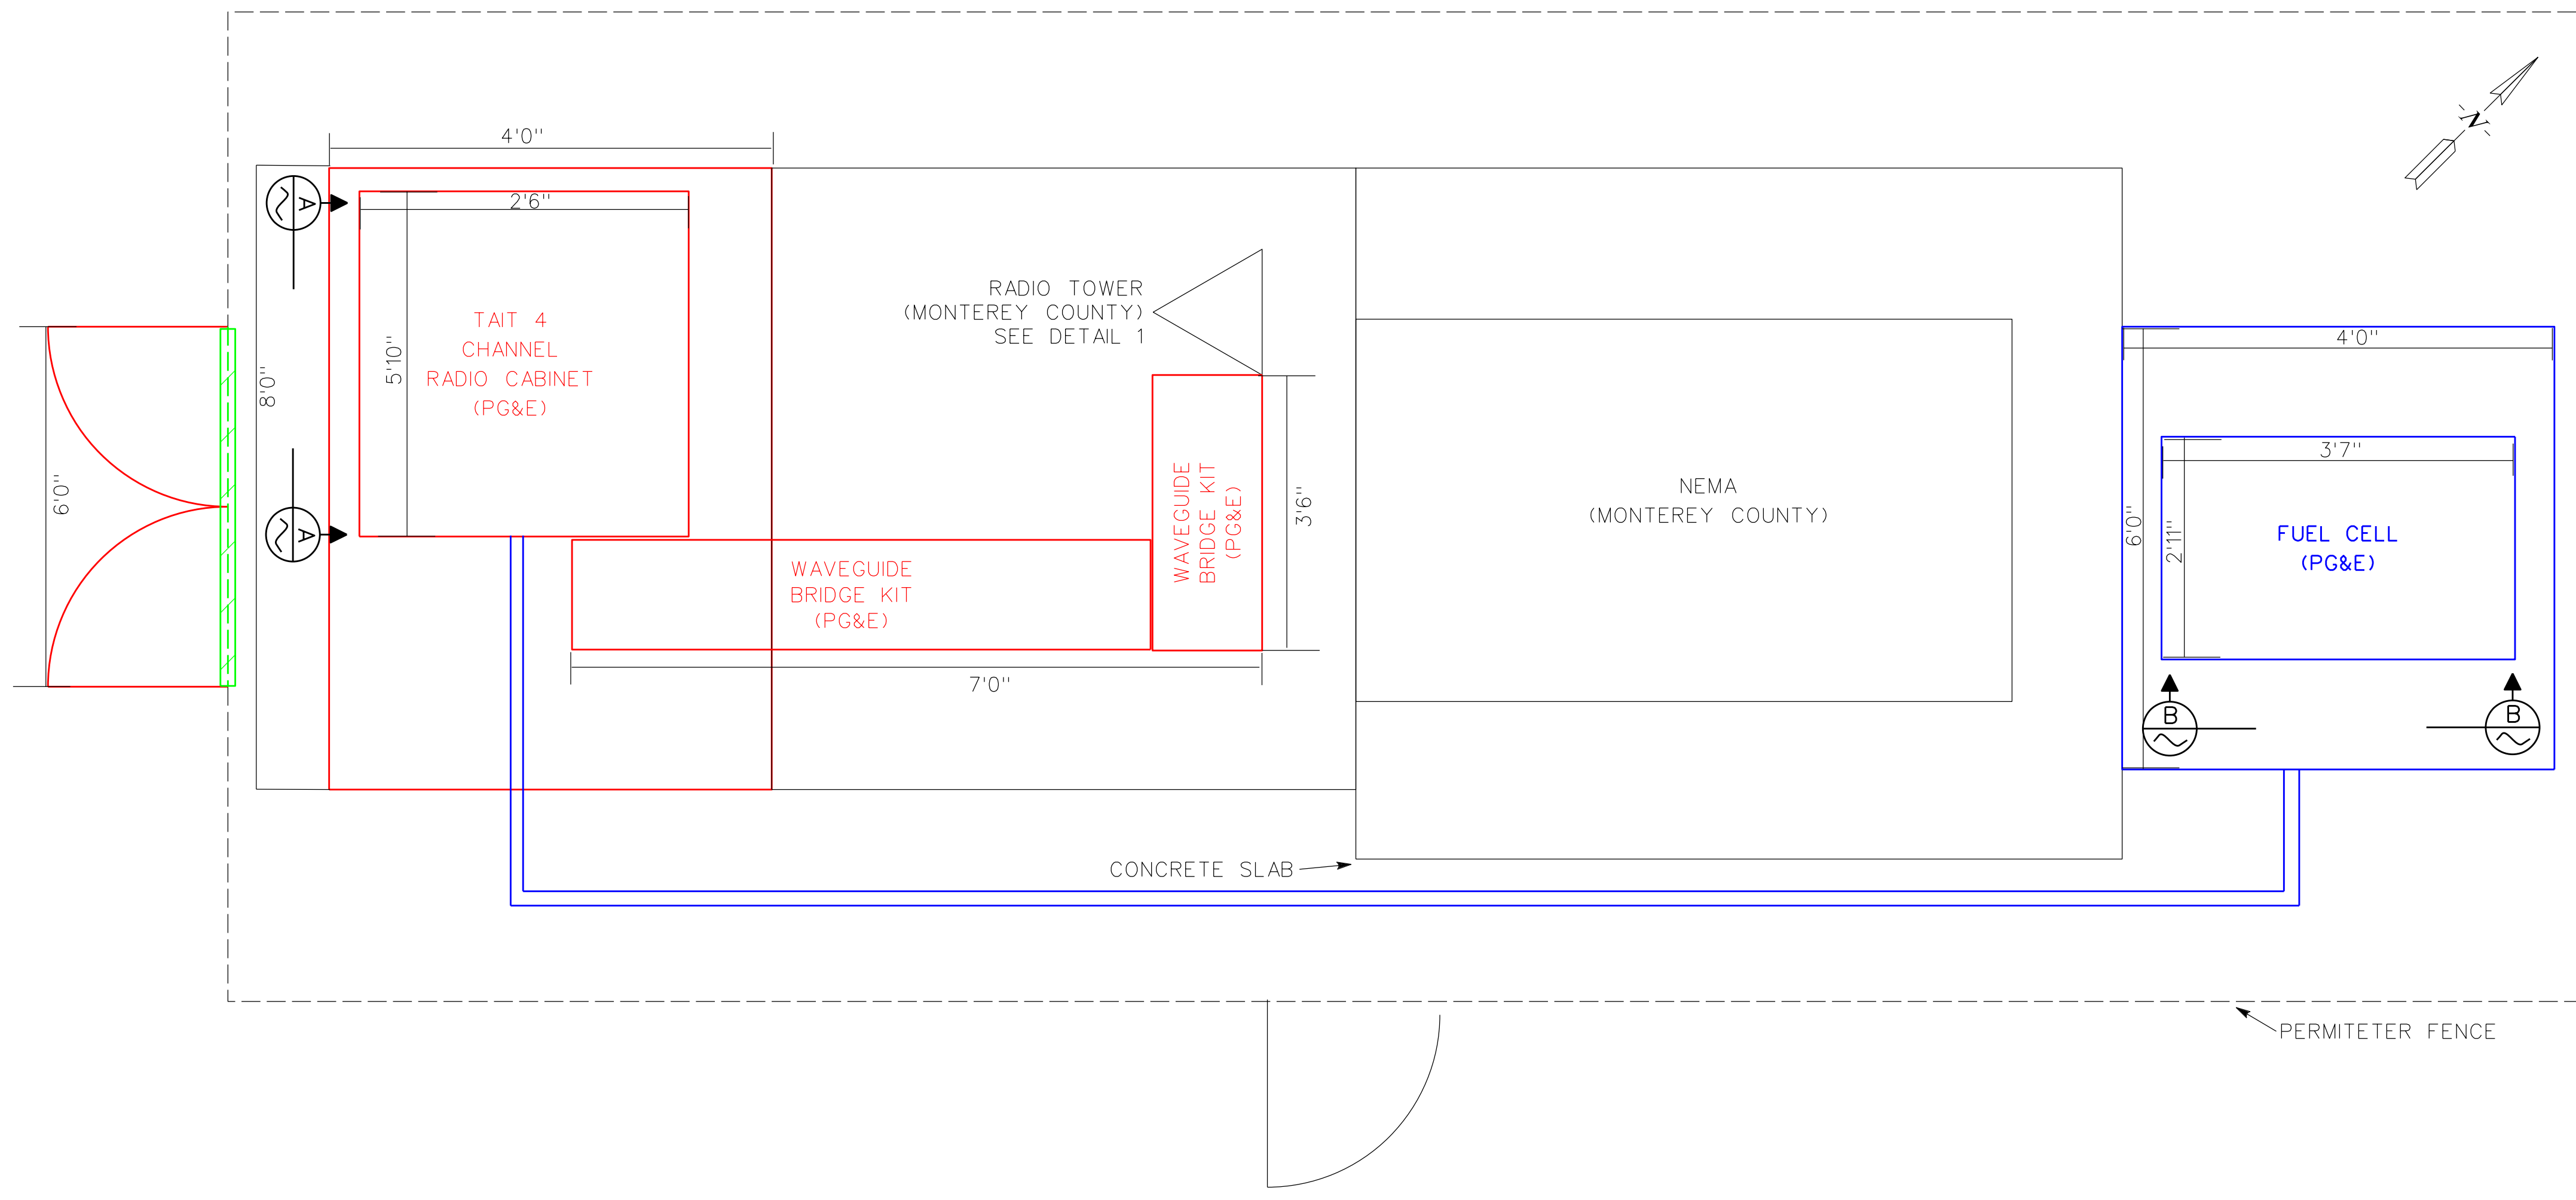 4'0"
-N-
A
2'6"
RADIO TOWER
(MONTEREY COUNTY)
SEE DETAIL 1
TAIT 4
CHANNEL
RADIO CABINET
(PG&E)
5'10"
8'0"
6'0"
A
WAVEGUIDE
BRIDGE KIT
(PG&E)
3'6"
WAVEGUIDE
BRIDGE KIT
(PG&E)
7'0"
NEMA
(MONTEREY COUNTY)
4'0"
3'7"
6'0"
2'11"
FUEL CELL
(PG&E)
B
B
CONCRETE SLAB
PERMITETER FENCE